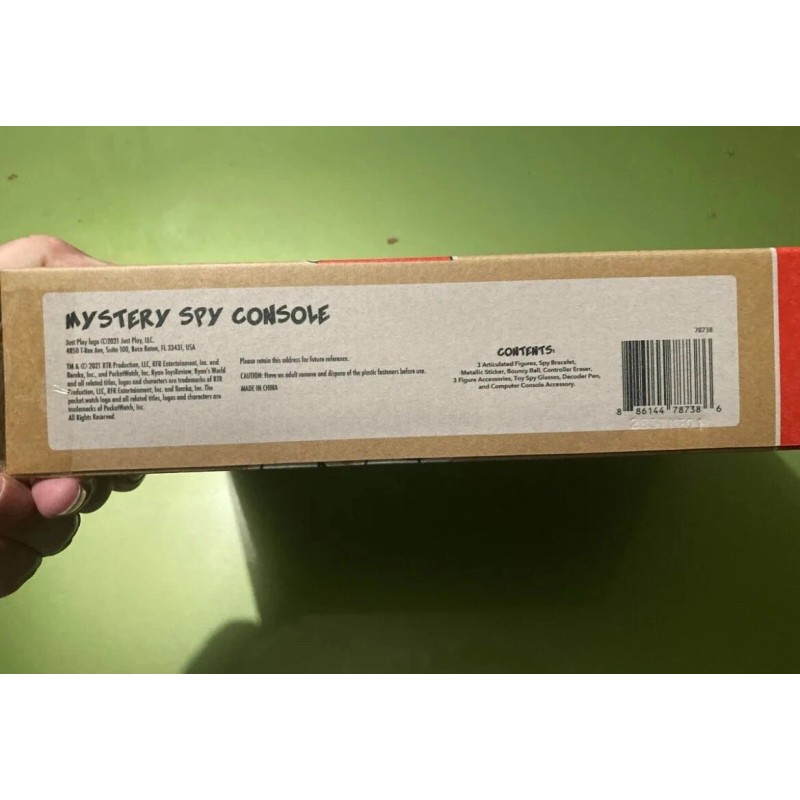 MYSTERY SPY CONSOLE
Just Play logo ©2021 Just Play, LLC.
4850 T-Rex Ave, Suite 100, Boca Raton, FL 33431, USA
TM & © 2021 RTR Production, LLC, RFR Entertainment, Inc. and
Remka, Inc., and PocketWatch, Inc. Ryan ToysReview, Ryan's World
and all related titles, logos and characters are trademarks of RTR
Production, LLC, RFR Entertainment, Inc. and Remka, Inc. The
pocket.watch logo and all related titles, logos and characters are
trademarks of PocketWatch, Inc.
All Rights Reserved.
Please retain this address for future reference.
CAUTION: Have an adult remove and dispose of the plastic fasteners before use.
MADE IN CHINA
CONTENTS:
3 Articulated Figures, Spy Bracelet,
Metallic Sticker, Bouncy Ball, Controller Eraser,
3 Figure Accessories, Toy Spy Glasses, Decoder Pen,
and Computer Console Accessory.
78738
8 86144 78738 6